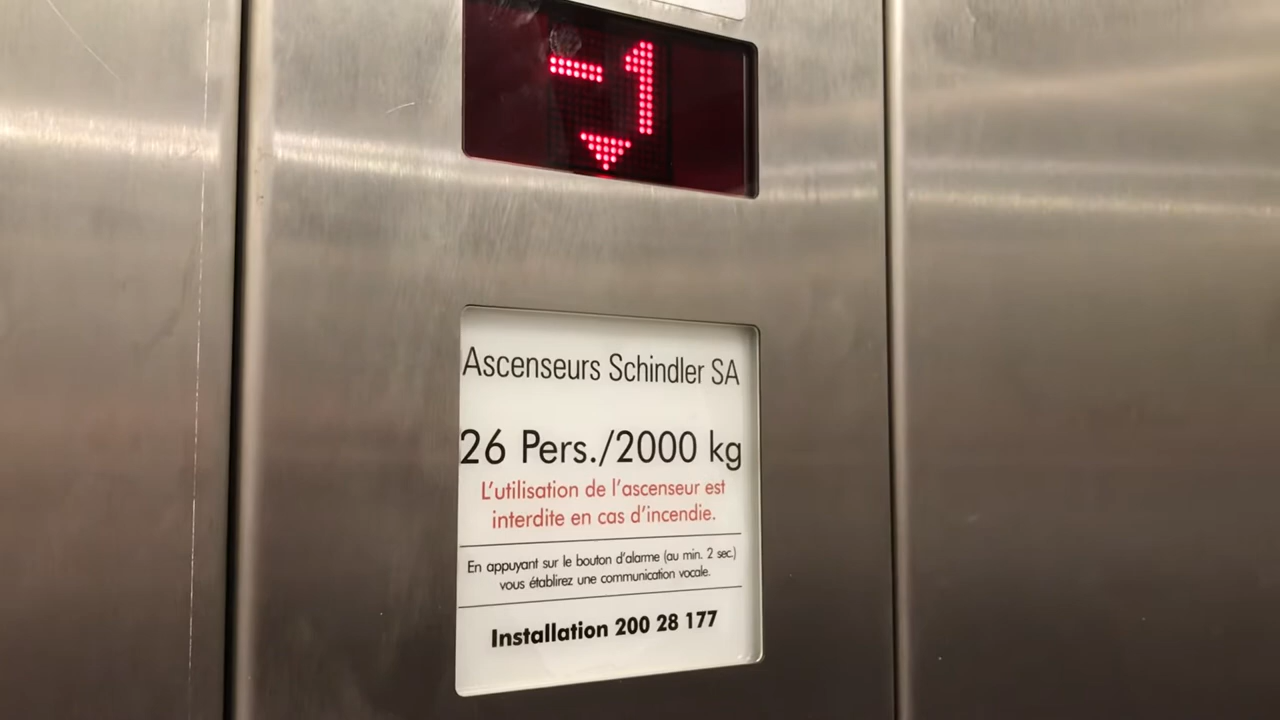 -1
Ascenseurs Schindler SA
26 Pers./2000 kg
L'utilisation de l'ascenseur est
interdite en cas d'incendie.
En appuyant sur le bouton d'alarme (au min. 2 sec.)
vous établirez une communication vocale.
Installation 200 28 177